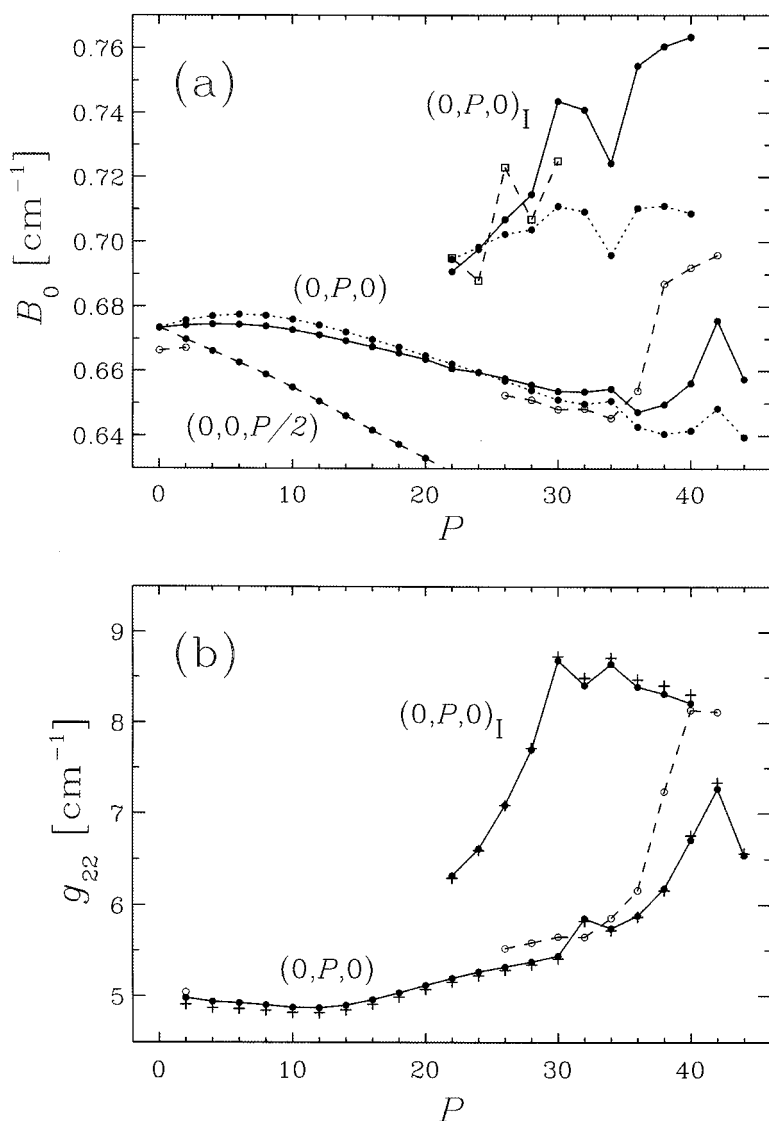 (a)
0.76
0.74
0.72
0.70
0.68
0.66
0.64
B₀ [cm⁻¹]
(0,P,0)_I
(0,P,0)
(0,0,P/2)
0 10 20 30 40
P
(b)
9
8
7
6
5
g₂₂ [cm⁻¹]
(0,P,0)_I
(0,P,0)
0 10 20 30 40
P